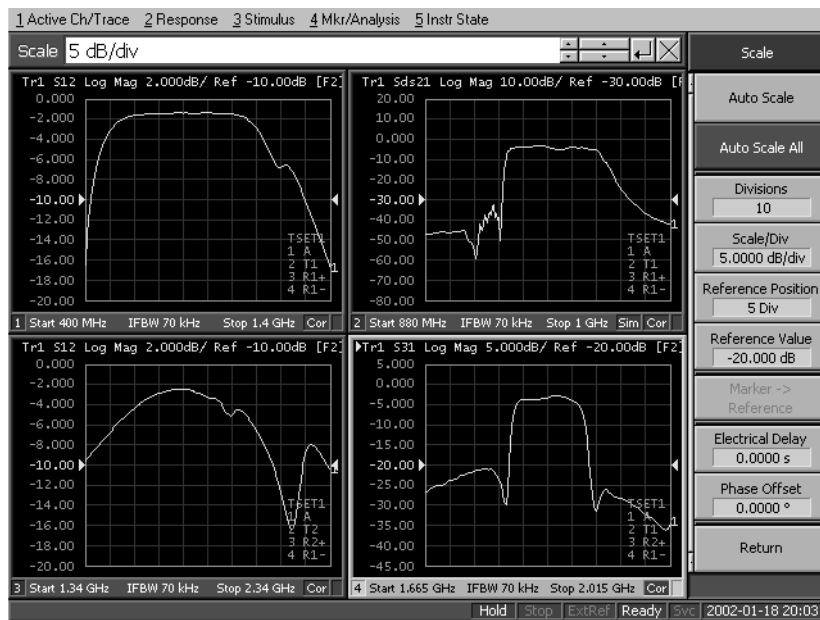 1 Active Ch/Trace 2 Response 3 Stimulus 4 Mkr/Analysis 5 Instr State
Scale 5 dB/div
Tr1 S12 Log Mag 2.000dB/ Ref -10.00dB [F2]
0.000
-2.000
-4.000
-6.000
-8.000
-10.00
-12.00
-14.00
-16.00
-18.00
-20.00
TSET1
1 A
2 T1
3 R1+
4 R1-
1
1 Start 400 MHz IFBW 70 kHz Stop 1.4 GHz Cor
Tr1 Sds21 Log Mag 10.00dB/ Ref -30.00dB [F
20.00
10.00
0.000
-10.00
-20.00
-30.00
-40.00
-50.00
-60.00
-70.00
-80.00
TSET1
1 A
2 T1
3 R1+
4 R1-
1
2 Start 880 MHz IFBW 70 kHz Stop 1 GHz Sim Cor
Tr1 S12 Log Mag 2.000dB/ Ref -10.00dB [F2]
0.000
-2.000
-4.000
-6.000
-8.000
-10.00
-12.00
-14.00
-16.00
-18.00
-20.00
TSET1
1 A
2 T2
3 R2+
4 R1-
1
3 Start 1.34 GHz IFBW 70 kHz Stop 2.34 GHz Cor
Tr1 S31 Log Mag 5.000dB/ Ref -20.00dB [F2]
5.000
0.000
-5.000
-10.00
-15.00
-20.00
-25.00
-30.00
-35.00
-40.00
-45.00
TSET1
1 A
2 T1
3 R1+
4 R1-
1
4 Start 1.665 GHz IFBW 70 kHz Stop 2.015 GHz Cor
Scale
Auto Scale
Auto Scale All
Divisions
10
Scale/Div
5.0000 dB/div
Reference Position
5 Div
Reference Value
-20.000 dB
Marker ->
Reference
Electrical Delay
0.0000 s
Phase Offset
0.0000 °
Return
Hold Stop ExtRef Ready Svc 2002-01-18 20:03